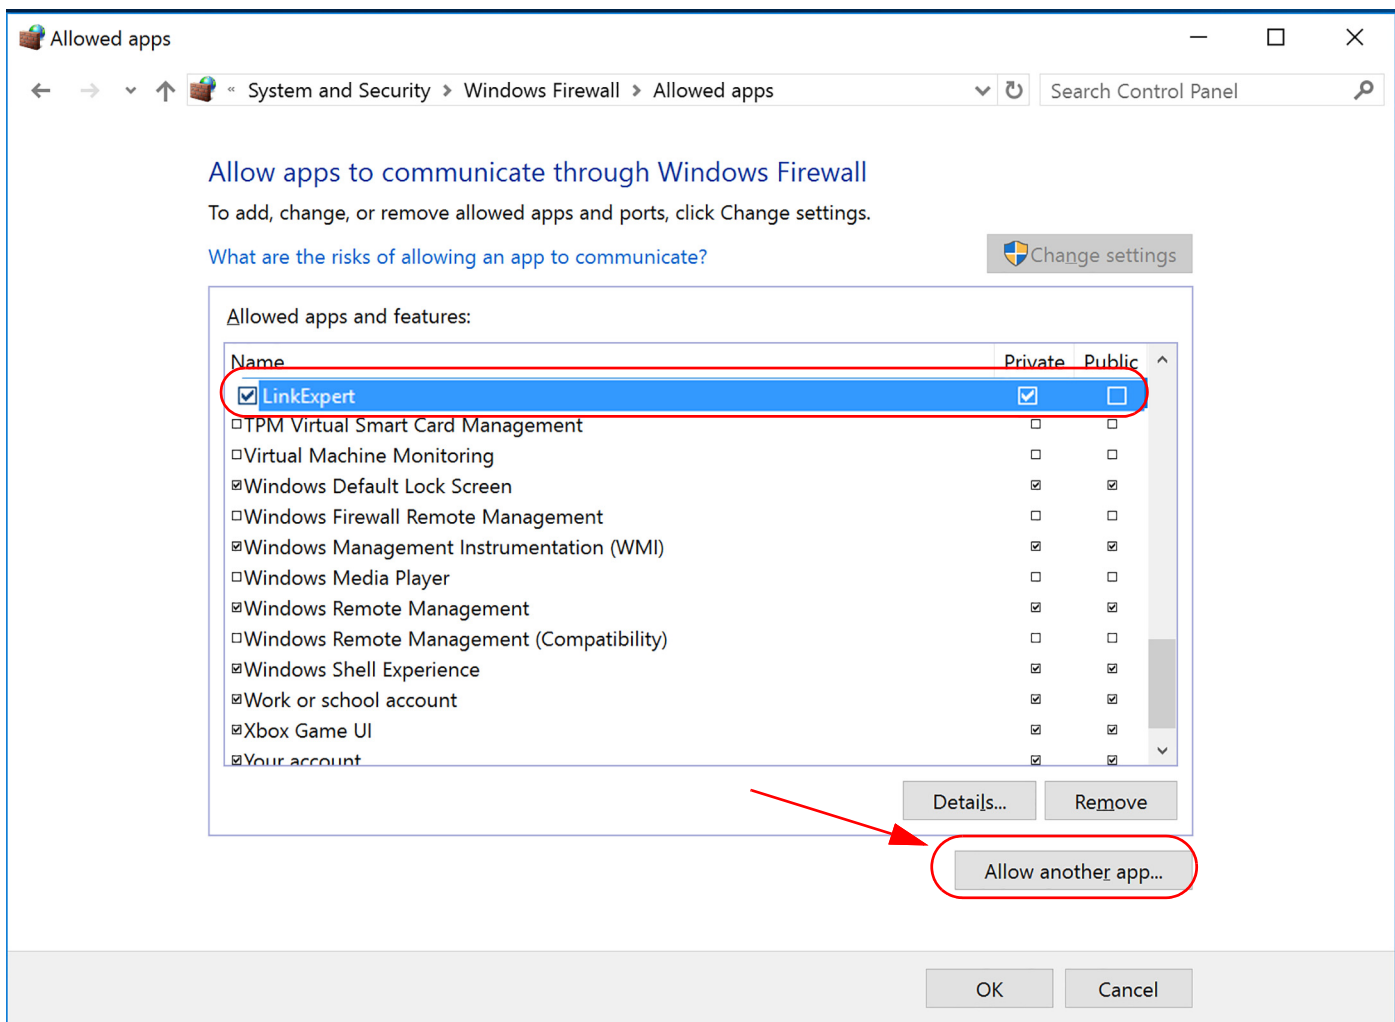 Allowed apps
« System and Security > Windows Firewall > Allowed apps
Search Control Panel
Allow apps to communicate through Windows Firewall
To add, change, or remove allowed apps and ports, click Change settings.
What are the risks of allowing an app to communicate?
Change settings
Allowed apps and features:
Name Private Public
LinkExpert
TPM Virtual Smart Card Management
Virtual Machine Monitoring
Windows Default Lock Screen
Windows Firewall Remote Management
Windows Management Instrumentation (WMI)
Windows Media Player
Windows Remote Management
Windows Remote Management (Compatibility)
Windows Shell Experience
Work or school account
Xbox Game UI
Your account
Details... Remove
Allow another app...
OK Cancel